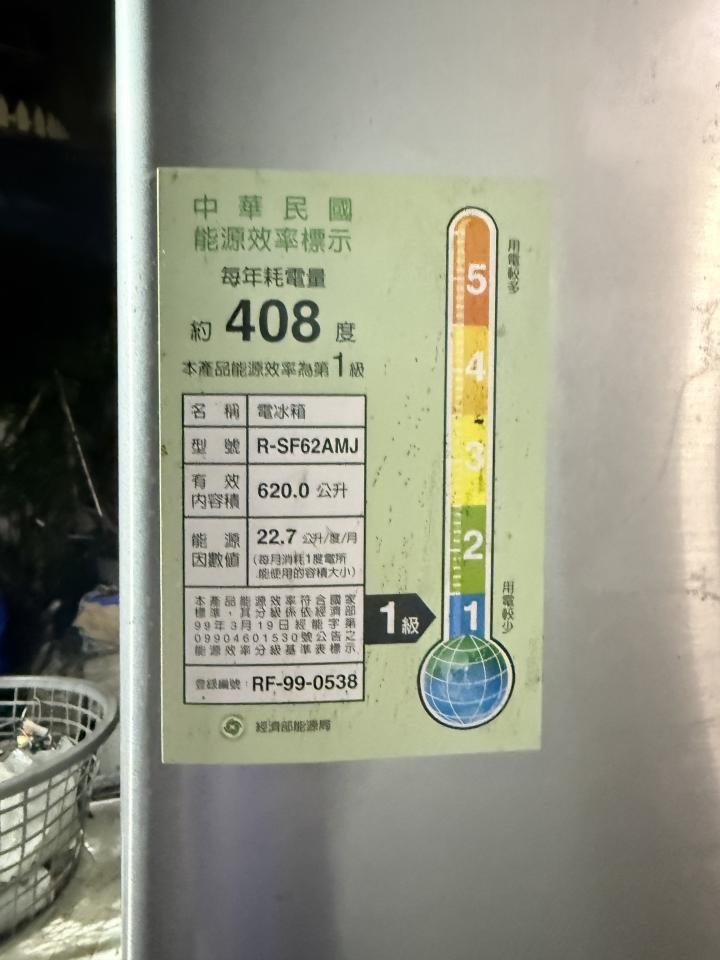 中華民國
能源效率標示
每年耗電量
約 408 度
本產品能源效率為第1級
名稱 電冰箱
型號 R-SF62AMJ
有效內容積 620.0 公升
能源因數值 22.7 公升/度/月
(每月消耗1度電所
能使用的容積大小)
本產品能源效率符合國家
標準，其分級係依經濟部
99年3月19日經能字第
09904601530號公告之
能源效率分級基準表標示
登錄編號：RF-99-0538
經濟部能源局
用電較多
5
4
3
2
1
用電較少
1級